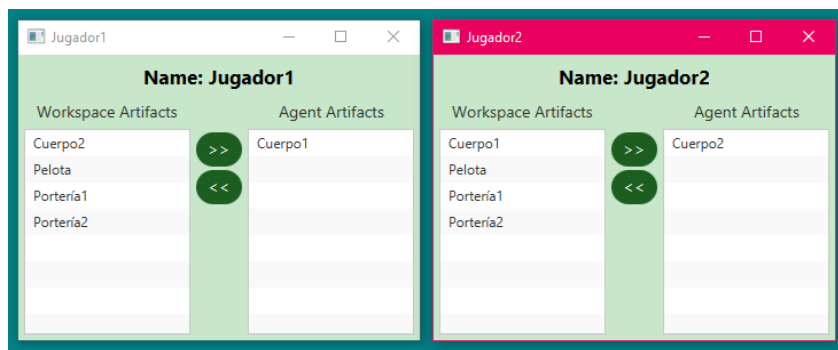 Jugador1
Name: Jugador1
Workspace Artifacts
Agent Artifacts
Cuerpo2
Pelota
Portería1
Portería2
>>
<<
Cuerpo1
Jugador2
Name: Jugador2
Workspace Artifacts
Agent Artifacts
Cuerpo1
Pelota
Portería1
Portería2
>>
<<
Cuerpo2